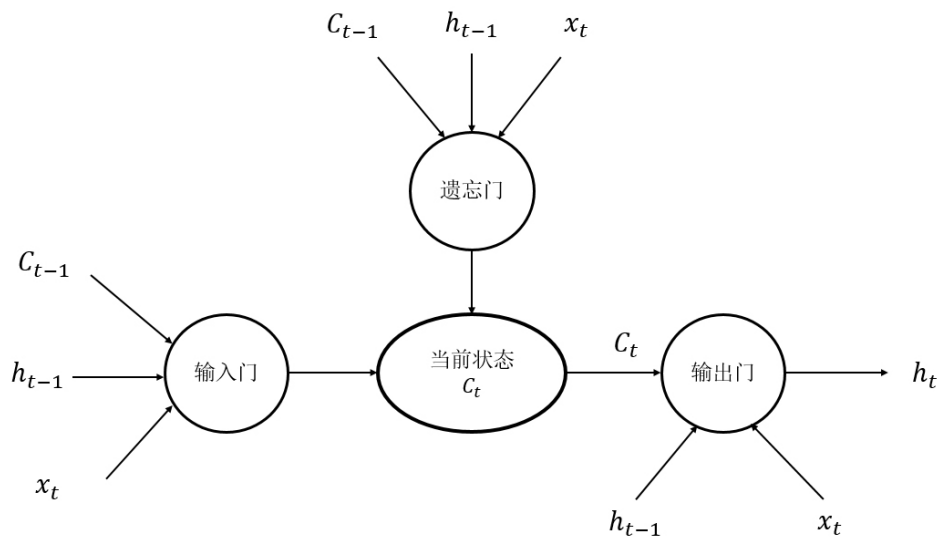 C_{t-1} h_{t-1} x_t
遗忘门
C_{t-1}
h_{t-1}
x_t
输入门
当前状态
C_t
C_t
输出门
h_t
h_{t-1} x_t